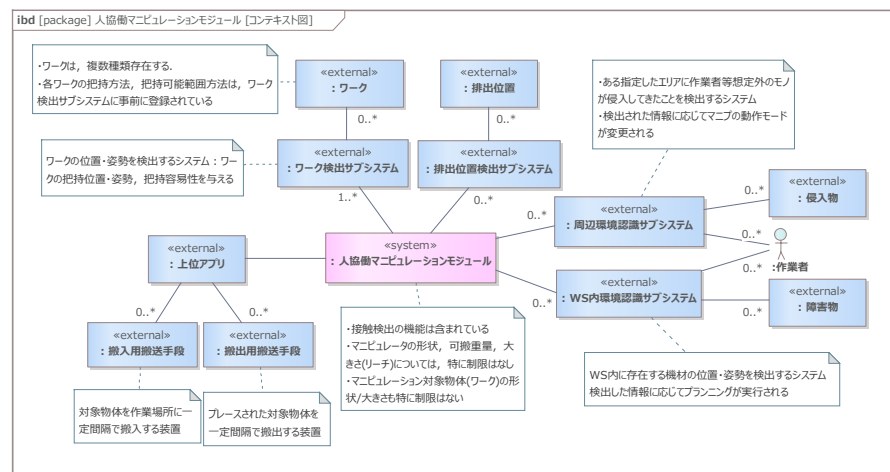 ibd [package] 人協働マニピュレーションモジュール [コンテキスト図]
・ワークは，複数種類存在する.
・各ワークの把持方法，把持可能範囲方法は，ワーク
検出サブシステムに事前に登録されている
«external»
: ワーク
«external»
: 排出位置
・ある指定したエリアに作業者等想定外のモノ
が侵入してきたことを検出するシステム
・検出された情報に応じてマニプの動作モード
が変更される
0..*
0..*
ワークの位置・姿勢を検出するシステム：ワー
クの把持位置・姿勢，把持容易性を与える
«external»
: ワーク検出サブシステム
«external»
: 排出位置検出サブシステム
1..*
0..*
«external»
: 周辺環境認識サブシステム
0..*
0..*
«external»
: 侵入物
0..*
0..*
:作業者
«external»
: 上位アプリ
«system»
: 人協働マニピュレーションモジュール
0..*
«external»
: WS内環境認識サブシステム
0..*
«external»
: 障害物
0..*
0..*
«external»
: 搬入用搬送手段
«external»
: 搬出用搬送手段
・接触検出の機能は含まれている
・マニピュレータの形状，可搬重量，大
きさ(リーチ)については，特に制限はなし
・マニピュレーション対象物体(ワーク)の形
状/大きさも特に制限はない
WS内に存在する機材の位置・姿勢を検出するシステム
検出した情報に応じてプランニングが実行される
対象物体を作業場所に一
定間隔で搬入する装置
プレースされた対象物体を
一定間隔で搬出する装置